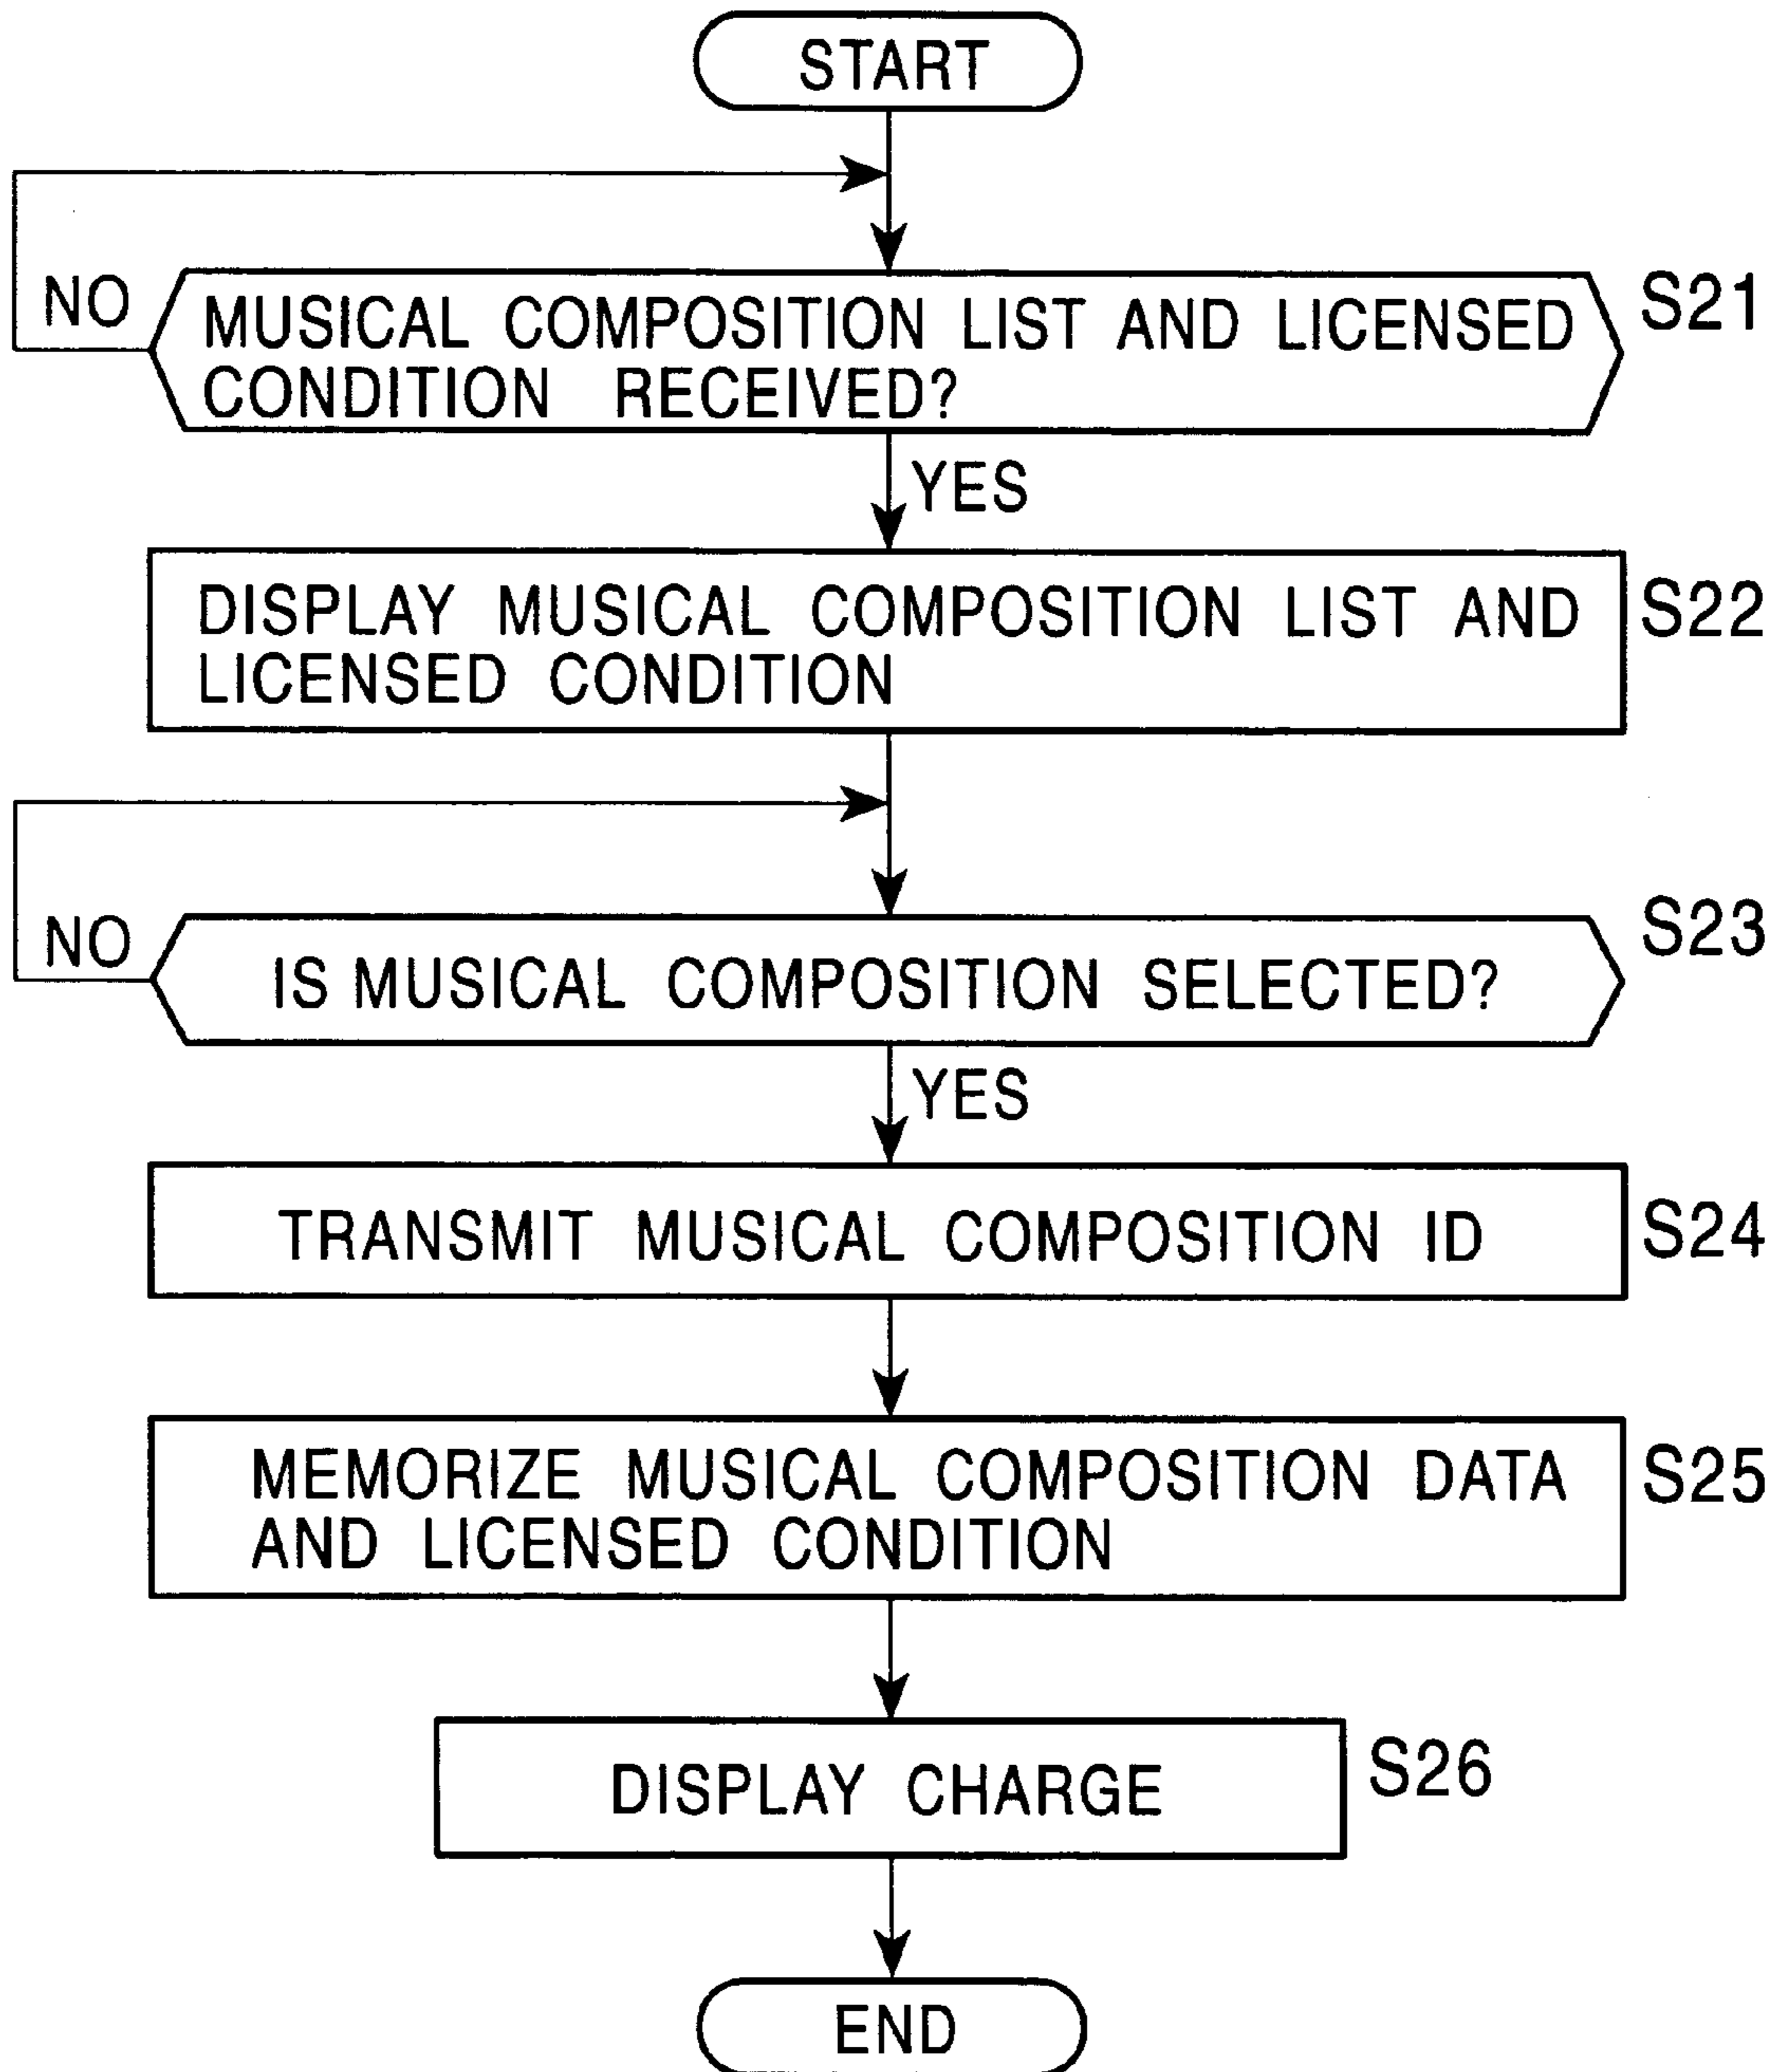 START
NO
MUSICAL COMPOSITION LIST AND LICENSED
CONDITION RECEIVED?
S21
YES
DISPLAY MUSICAL COMPOSITION LIST AND
LICENSED CONDITION
S22
NO
IS MUSICAL COMPOSITION SELECTED?
S23
YES
TRANSMIT MUSICAL COMPOSITION ID
S24
MEMORIZE MUSICAL COMPOSITION DATA
AND LICENSED CONDITION
S25
DISPLAY CHARGE
S26
END